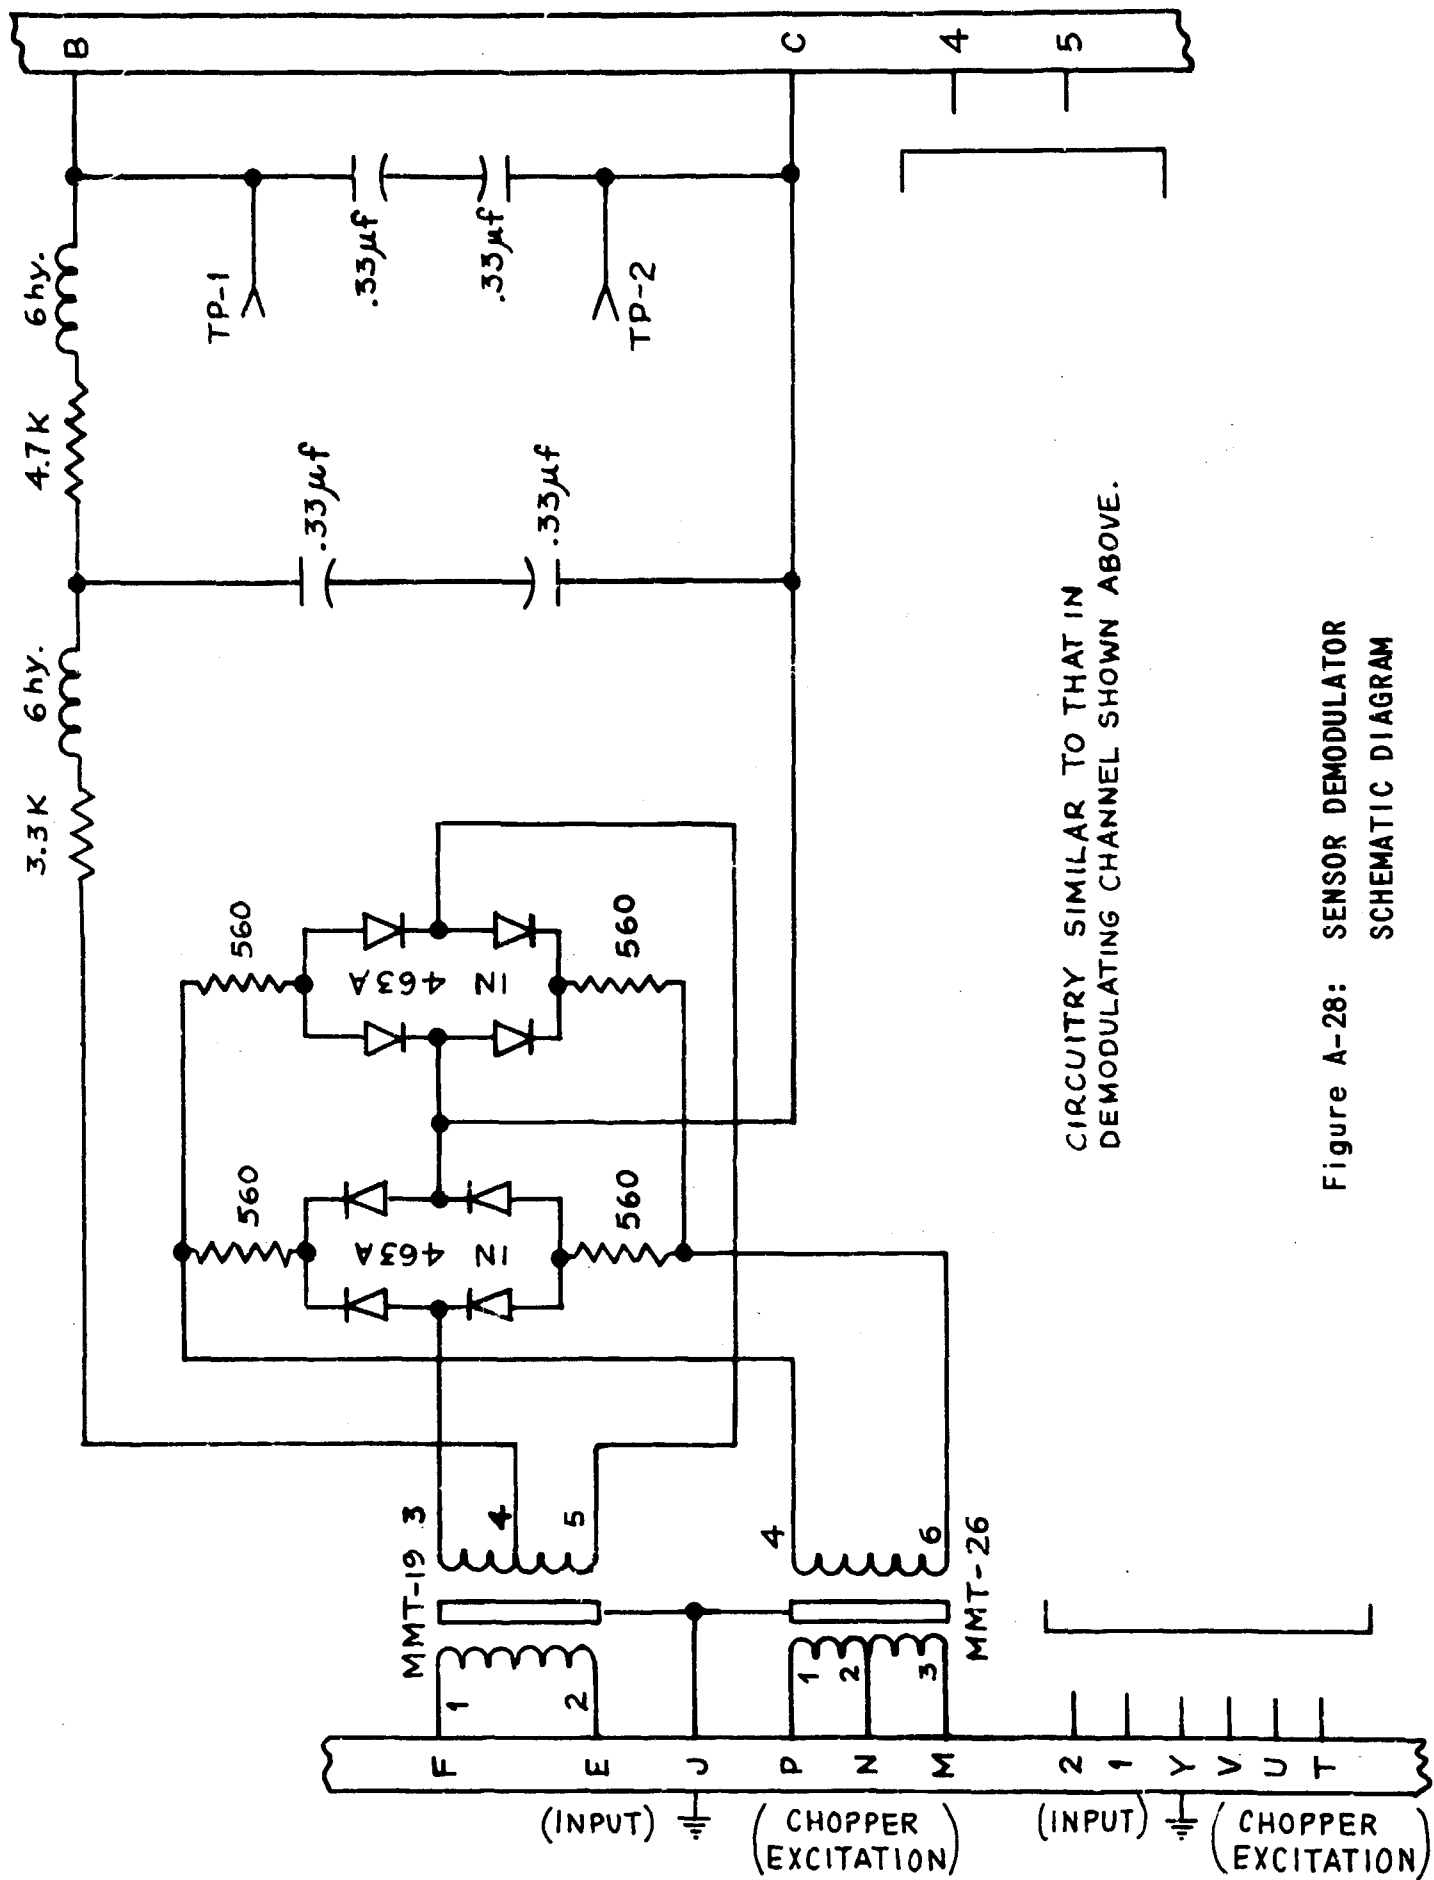 B
C
4
5
6 hy.
TP-1
.33µf
.33µf
TP-2
4.7K
.33µf
.33µf
6 hy.
3.3K
560
IN 463A
560
560
IN 463A
560
MMT-19
3
4
5
1
2
4
6
MMT-26
1
2
3
F
E
J
P
N
M
2
1
Y
V
U
T
(INPUT)
(CHOPPER
EXCITATION)
(INPUT)
(CHOPPER
EXCITATION)
CIRCUITRY SIMILAR TO THAT IN
DEMODULATING CHANNEL SHOWN ABOVE.
Figure A-28: SENSOR DEMODULATOR
SCHEMATIC DIAGRAM